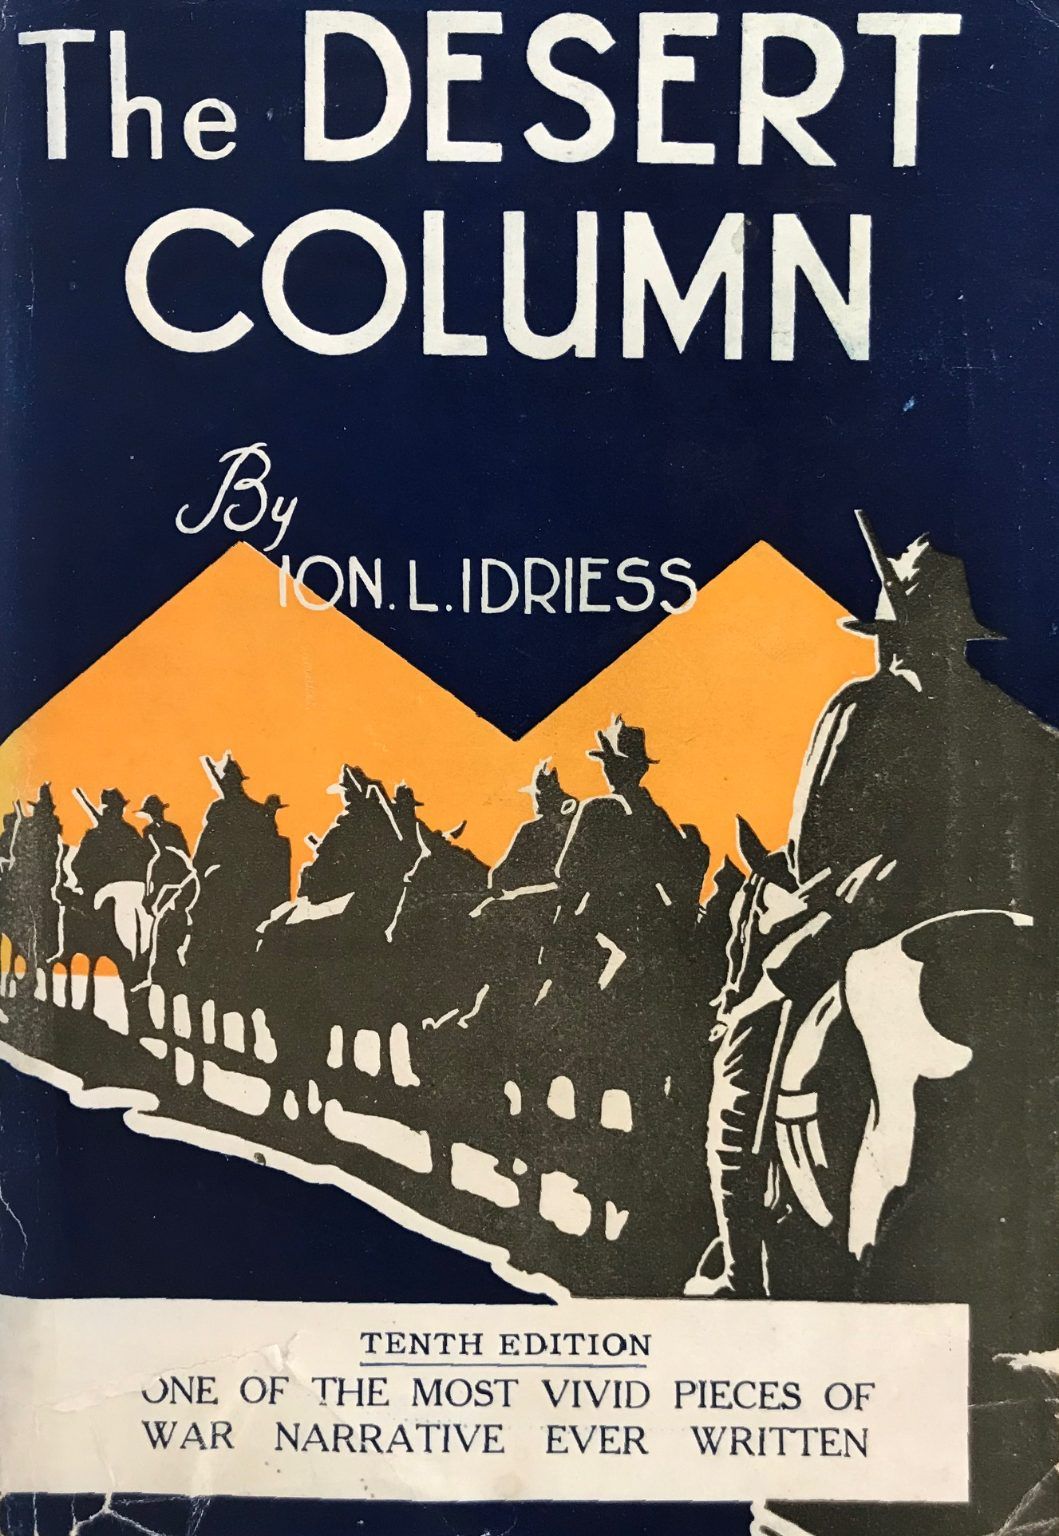 The DESERT
COLUMN
By
ION. L. IDRIESS
TENTH EDITION
ONE OF THE MOST VIVID PIECES OF
WAR NARRATIVE EVER WRITTEN